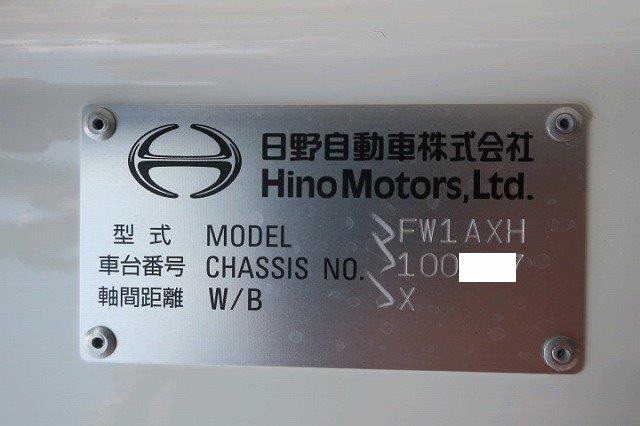 日野自動車株式会社
Hino Motors, Ltd.
型式 MODEL FW1AXH
車台番号 CHASSIS NO. 100 7
軸間距離 W/B X